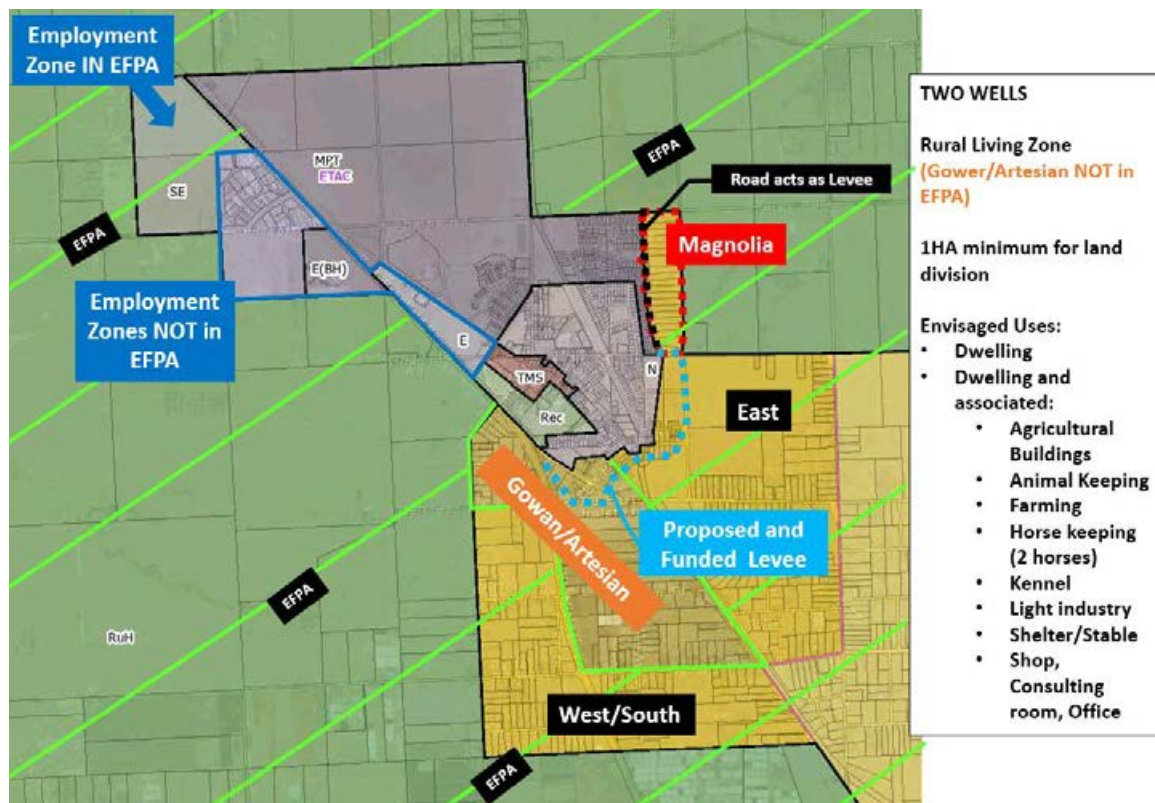 Employment
Zone IN EFPA
EFPA
MPT
ETAC
SE
Road acts as Levee
EFPA
Magnolia
E(BH)
Employment
Zones NOT in
EFPA
E
TMS
N
Rec
East
Gowan/Artesian
Proposed and
Funded Levee
EFPA
RuH
West/South
EFPA
TWO WELLS
Rural Living Zone
(Gower/Artesian NOT in
EFPA)
1HA minimum for land
division
Envisaged Uses:
• Dwelling
• Dwelling and
associated:
• Agricultural
Buildings
• Animal Keeping
• Farming
• Horse keeping
(2 horses)
• Kennel
• Light industry
• Shelter/Stable
• Shop,
Consulting
room, Office